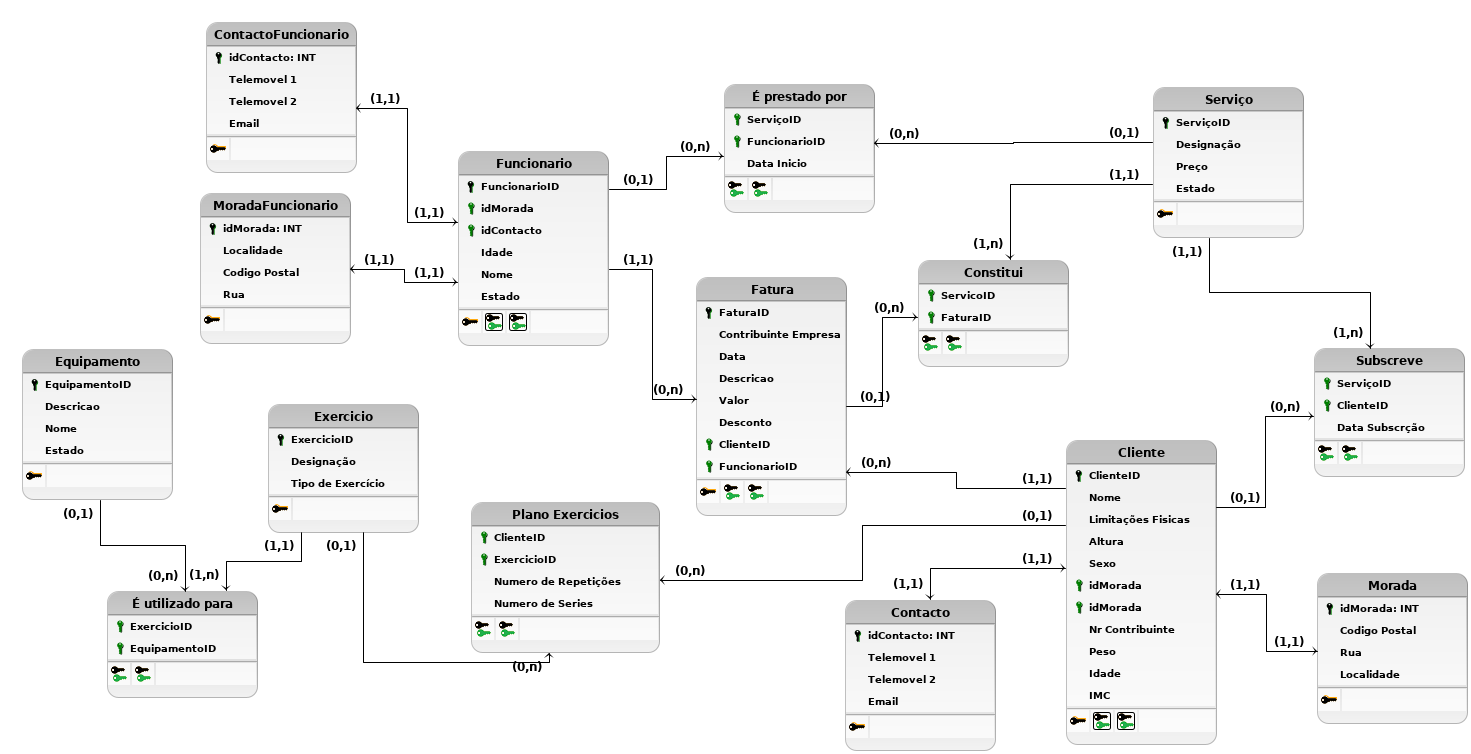 ContactoFuncionario
idContacto: INT
Telemovel 1
Telemovel 2
Email
(1,1)
(1,1)
MoradaFuncionario
idMorada: INT
Localidade
Codigo Postal
Rua
(1,1)
(1,1)
Funcionario
FuncionarioID
idMorada
idContacto
Idade
Nome
Estado
(0,1)
(0,n)
(1,1)
(0,n)
É prestado por
ServiçoID
FuncionarioID
Data Inicio
(0,n)
(0,1)
Serviço
ServiçoID
Designação
Preço
Estado
(1,1)
(1,n)
(1,1)
(1,n)
Constitui
ServicoID
FaturaID
(0,n)
(0,1)
Fatura
FaturaID
Contribuinte Empresa
Data
Descricao
Valor
Desconto
ClienteID
FuncionarioID
(0,n)
(1,1)
Subscreve
ServiçoID
ClienteID
Data Subscrção
(0,n)
(0,1)
Equipamento
EquipamentoID
Descricao
Nome
Estado
(0,1)
(0,n)
Exercicio
ExercicioID
Designação
Tipo de Exercício
(1,1)
(1,n)
(0,1)
(0,n)
É utilizado para
ExercicioID
EquipamentoID
Plano Exercicios
ClienteID
ExercicioID
Numero de Repetições
Numero de Series
(0,n)
(0,1)
Cliente
ClienteID
Nome
Limitações Fisicas
Altura
Sexo
idMorada
idMorada
Nr Contribuinte
Peso
Idade
IMC
(1,1)
(1,1)
Contacto
idContacto: INT
Telemovel 1
Telemovel 2
Email
(1,1)
(1,1)
Morada
idMorada: INT
Codigo Postal
Rua
Localidade